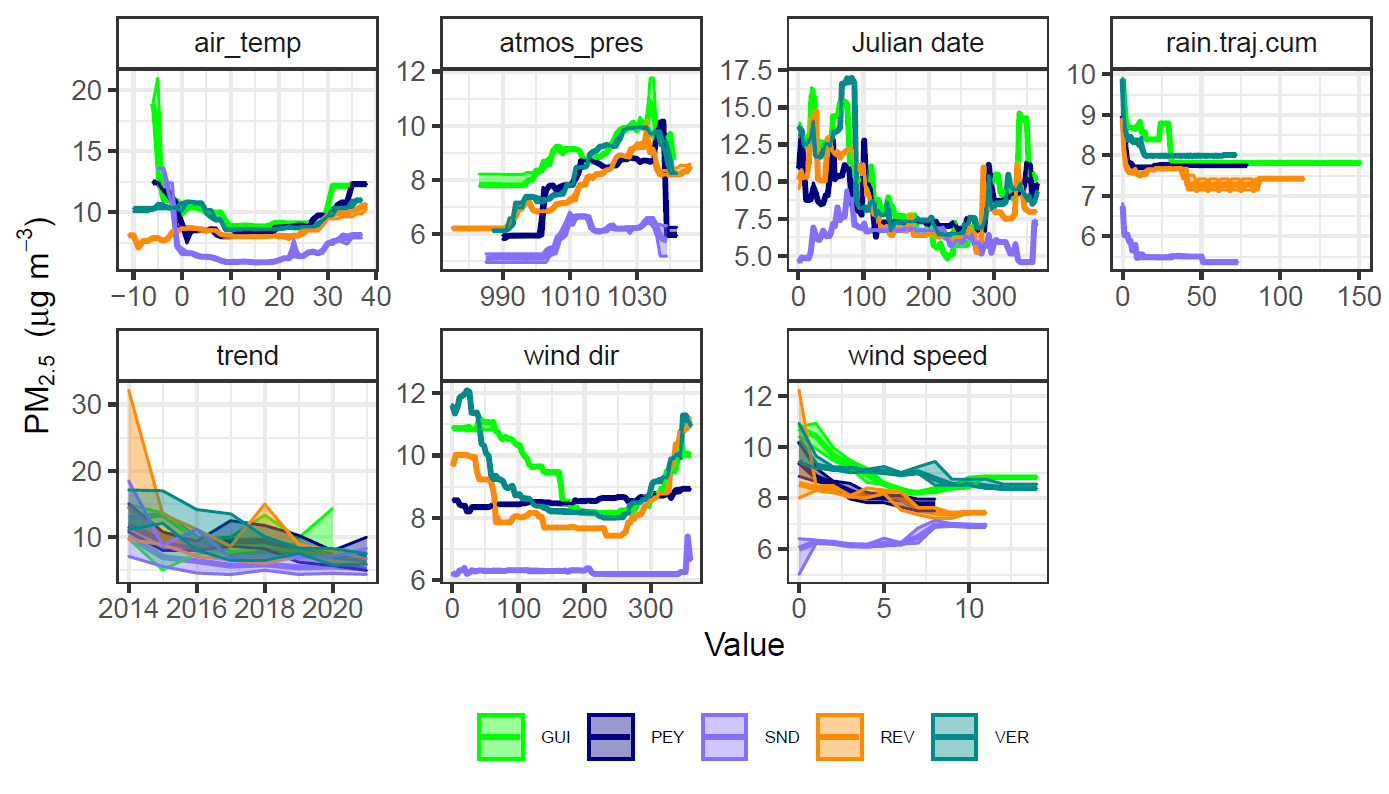 air_temp atmos_pres Julian date rain.traj.cum
20 15 10
12 10 8 6
17.5 15.0 12.5 10.0 7.5 5.0
10 9 8 7 6
−10 0 10 20 30 40 990 1010 1030 0 100 200 300 0 50 100 150
PM2.5 (µg m−3)
trend wind dir wind speed
30 20 10
12 10 8 6
12 10 8 6
2014 2016 2018 2020 0 100 200 300 0 5 10
Value
GUI PEY SND REV VER